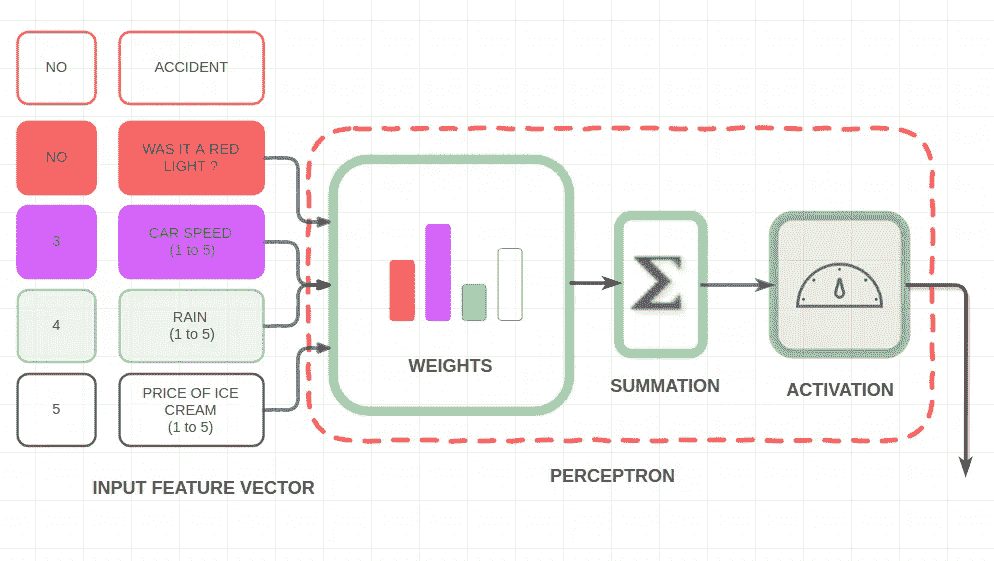 NO
ACCIDENT
NO
WAS IT A RED
LIGHT ?
3
CAR SPEED
(1 to 5)
4
RAIN
(1 to 5)
5
PRICE OF ICE
CREAM
(1 to 5)
INPUT FEATURE VECTOR
WEIGHTS
Σ
SUMMATION
ACTIVATION
PERCEPTRON